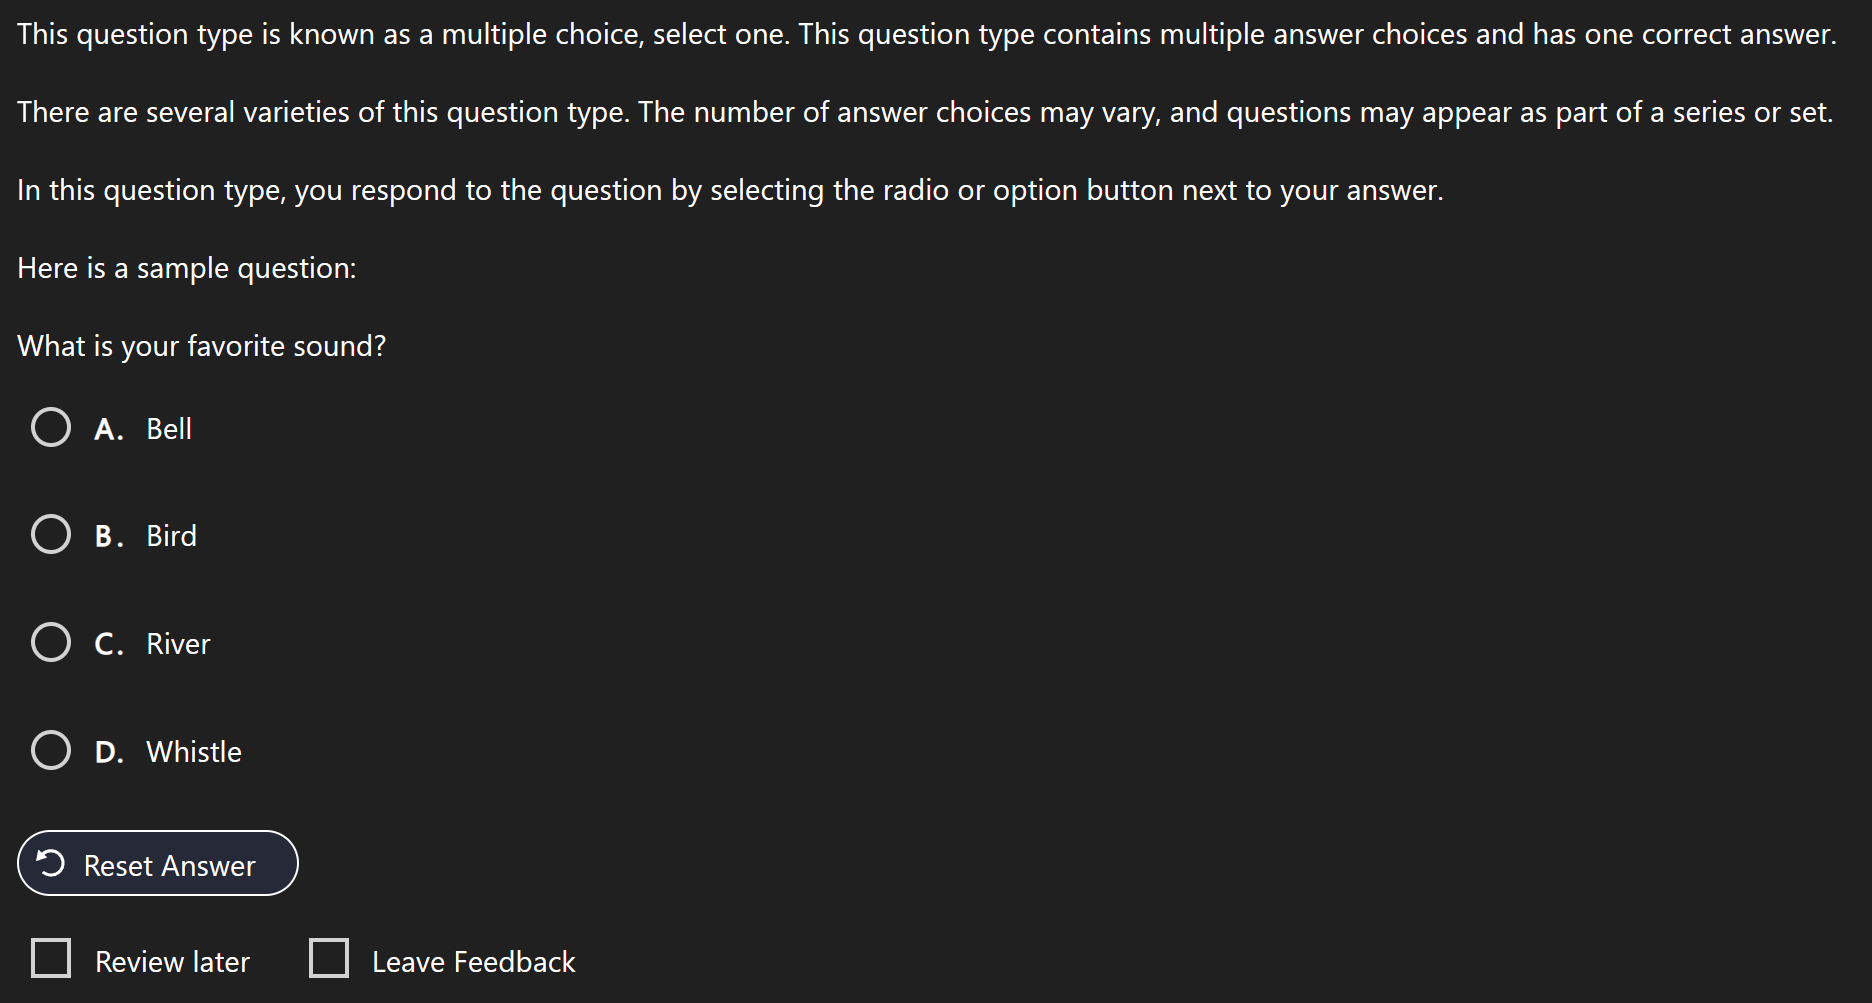 This question type is known as a multiple choice, select one. This question type contains multiple answer choices and has one correct answer.
There are several varieties of this question type. The number of answer choices may vary, and questions may appear as part of a series or set.
In this question type, you respond to the question by selecting the radio or option button next to your answer.
Here is a sample question:
What is your favorite sound?
A. Bell
B. Bird
C. River
D. Whistle
Reset Answer
Review later Leave Feedback